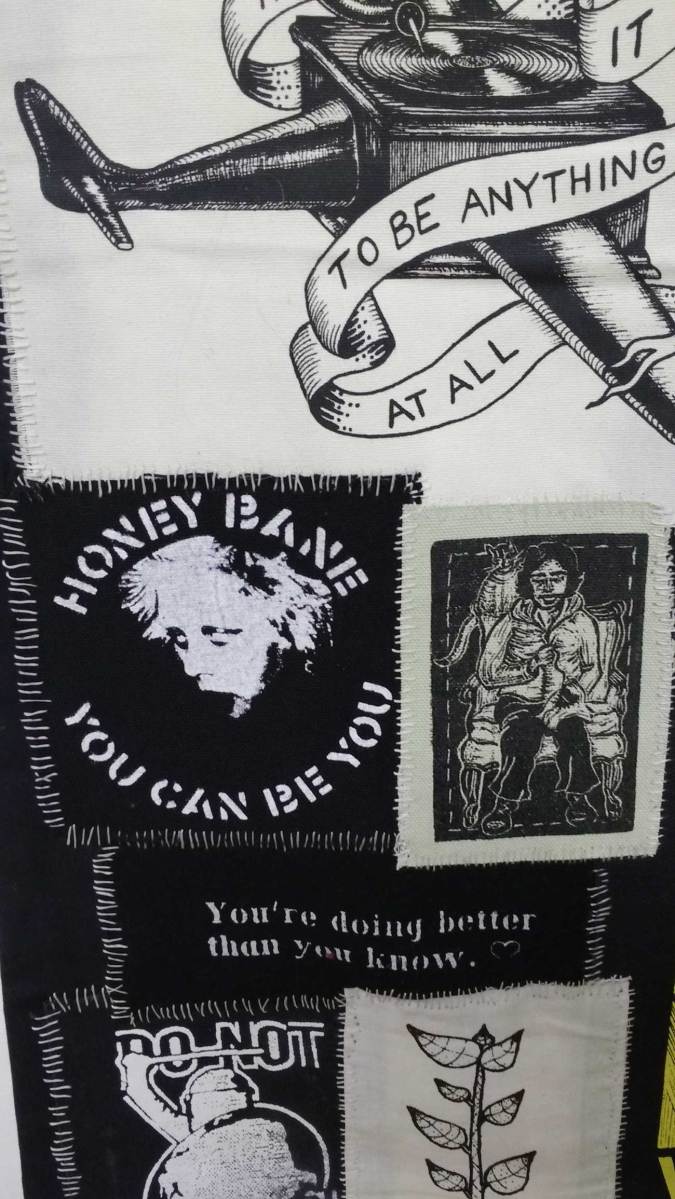 IT
TO BE ANYTHING
AT ALL
HONEY BANE
YOU CAN BE YOU
You're doing better
than you know. ♡
DO NOT